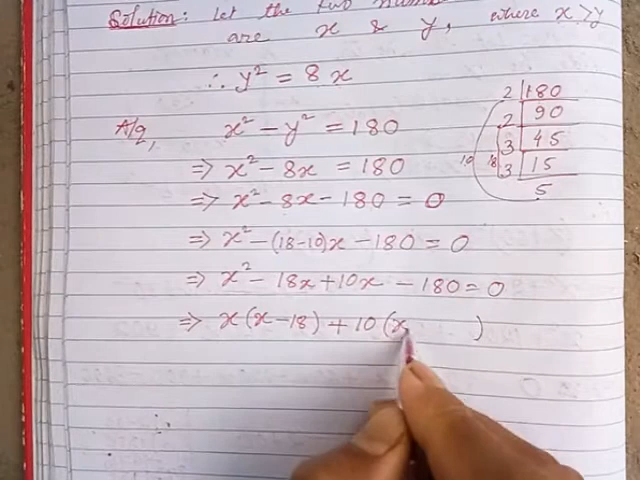 Solution: Let the two
are x & y, where x > y
∴ y² = 8x
A/q, x² - y² = 180
⇒ x² - 8x = 180
⇒ x² - 8x - 180 = 0
⇒ x² - (18-10)x - 180 = 0
⇒ x² - 18x + 10x - 180 = 0
⇒ x(x - 18) + 10(x )
2 | 180
2 | 90
3 | 45
3 | 15
5
10 18